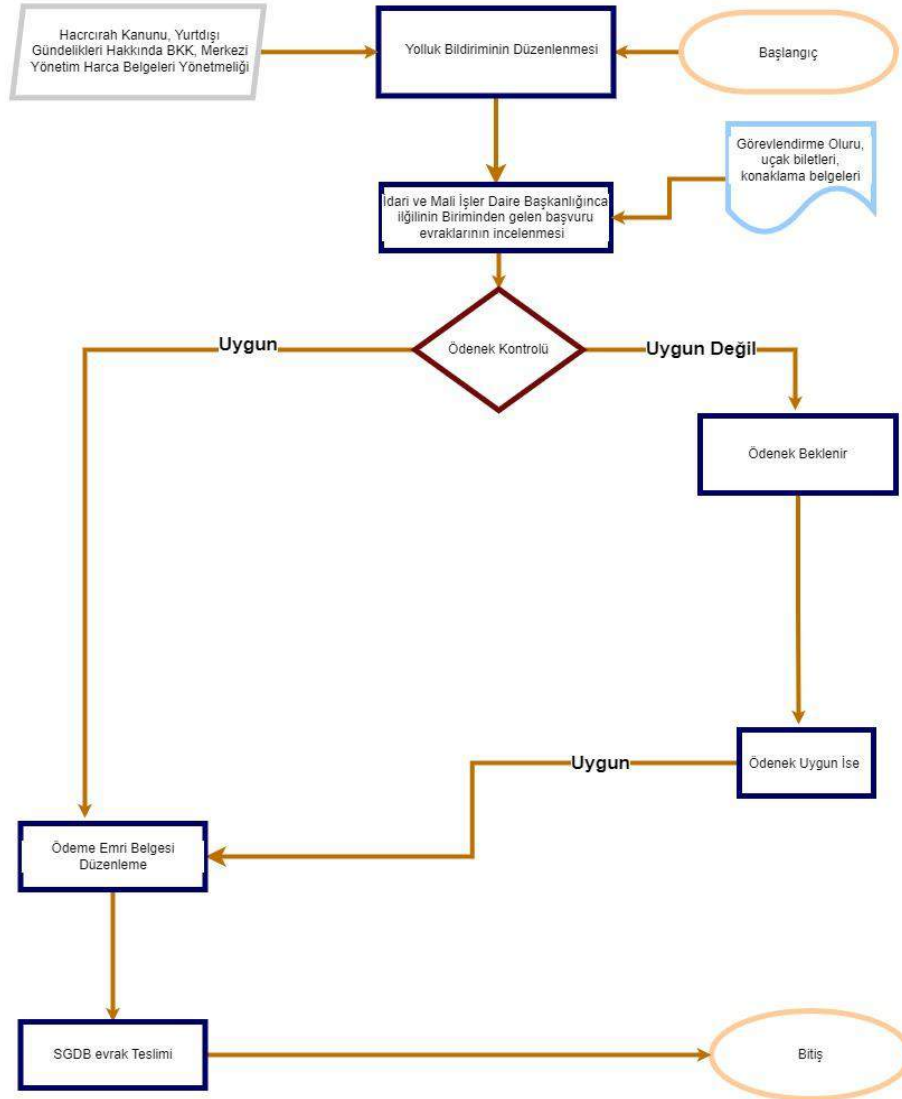 Hacırah Kanunu, Yurtdışı
Gündelikleri Hakkında BKK, Merkezi
Yönetim Harca Belgeleri Yönetmeliği
Yolluk Bildiriminin Düzenlenmesi
Başlangıç
Görevlendirme Oluru,
uçak biletleri,
konaklama belgeleri
İdari ve Mali İşler Daire Başkanlığınca
ilğilinin Biriminden gelen başvuru
evraklarının incelenmesi
Uygun
Ödenek Kontrolü
Uygun Değil
Ödenek Beklenir
Uygun
Ödenek Uygun İse
Ödeme Emri Belgesi
Düzenleme
SGDB evrak Teslimi
Bitiş